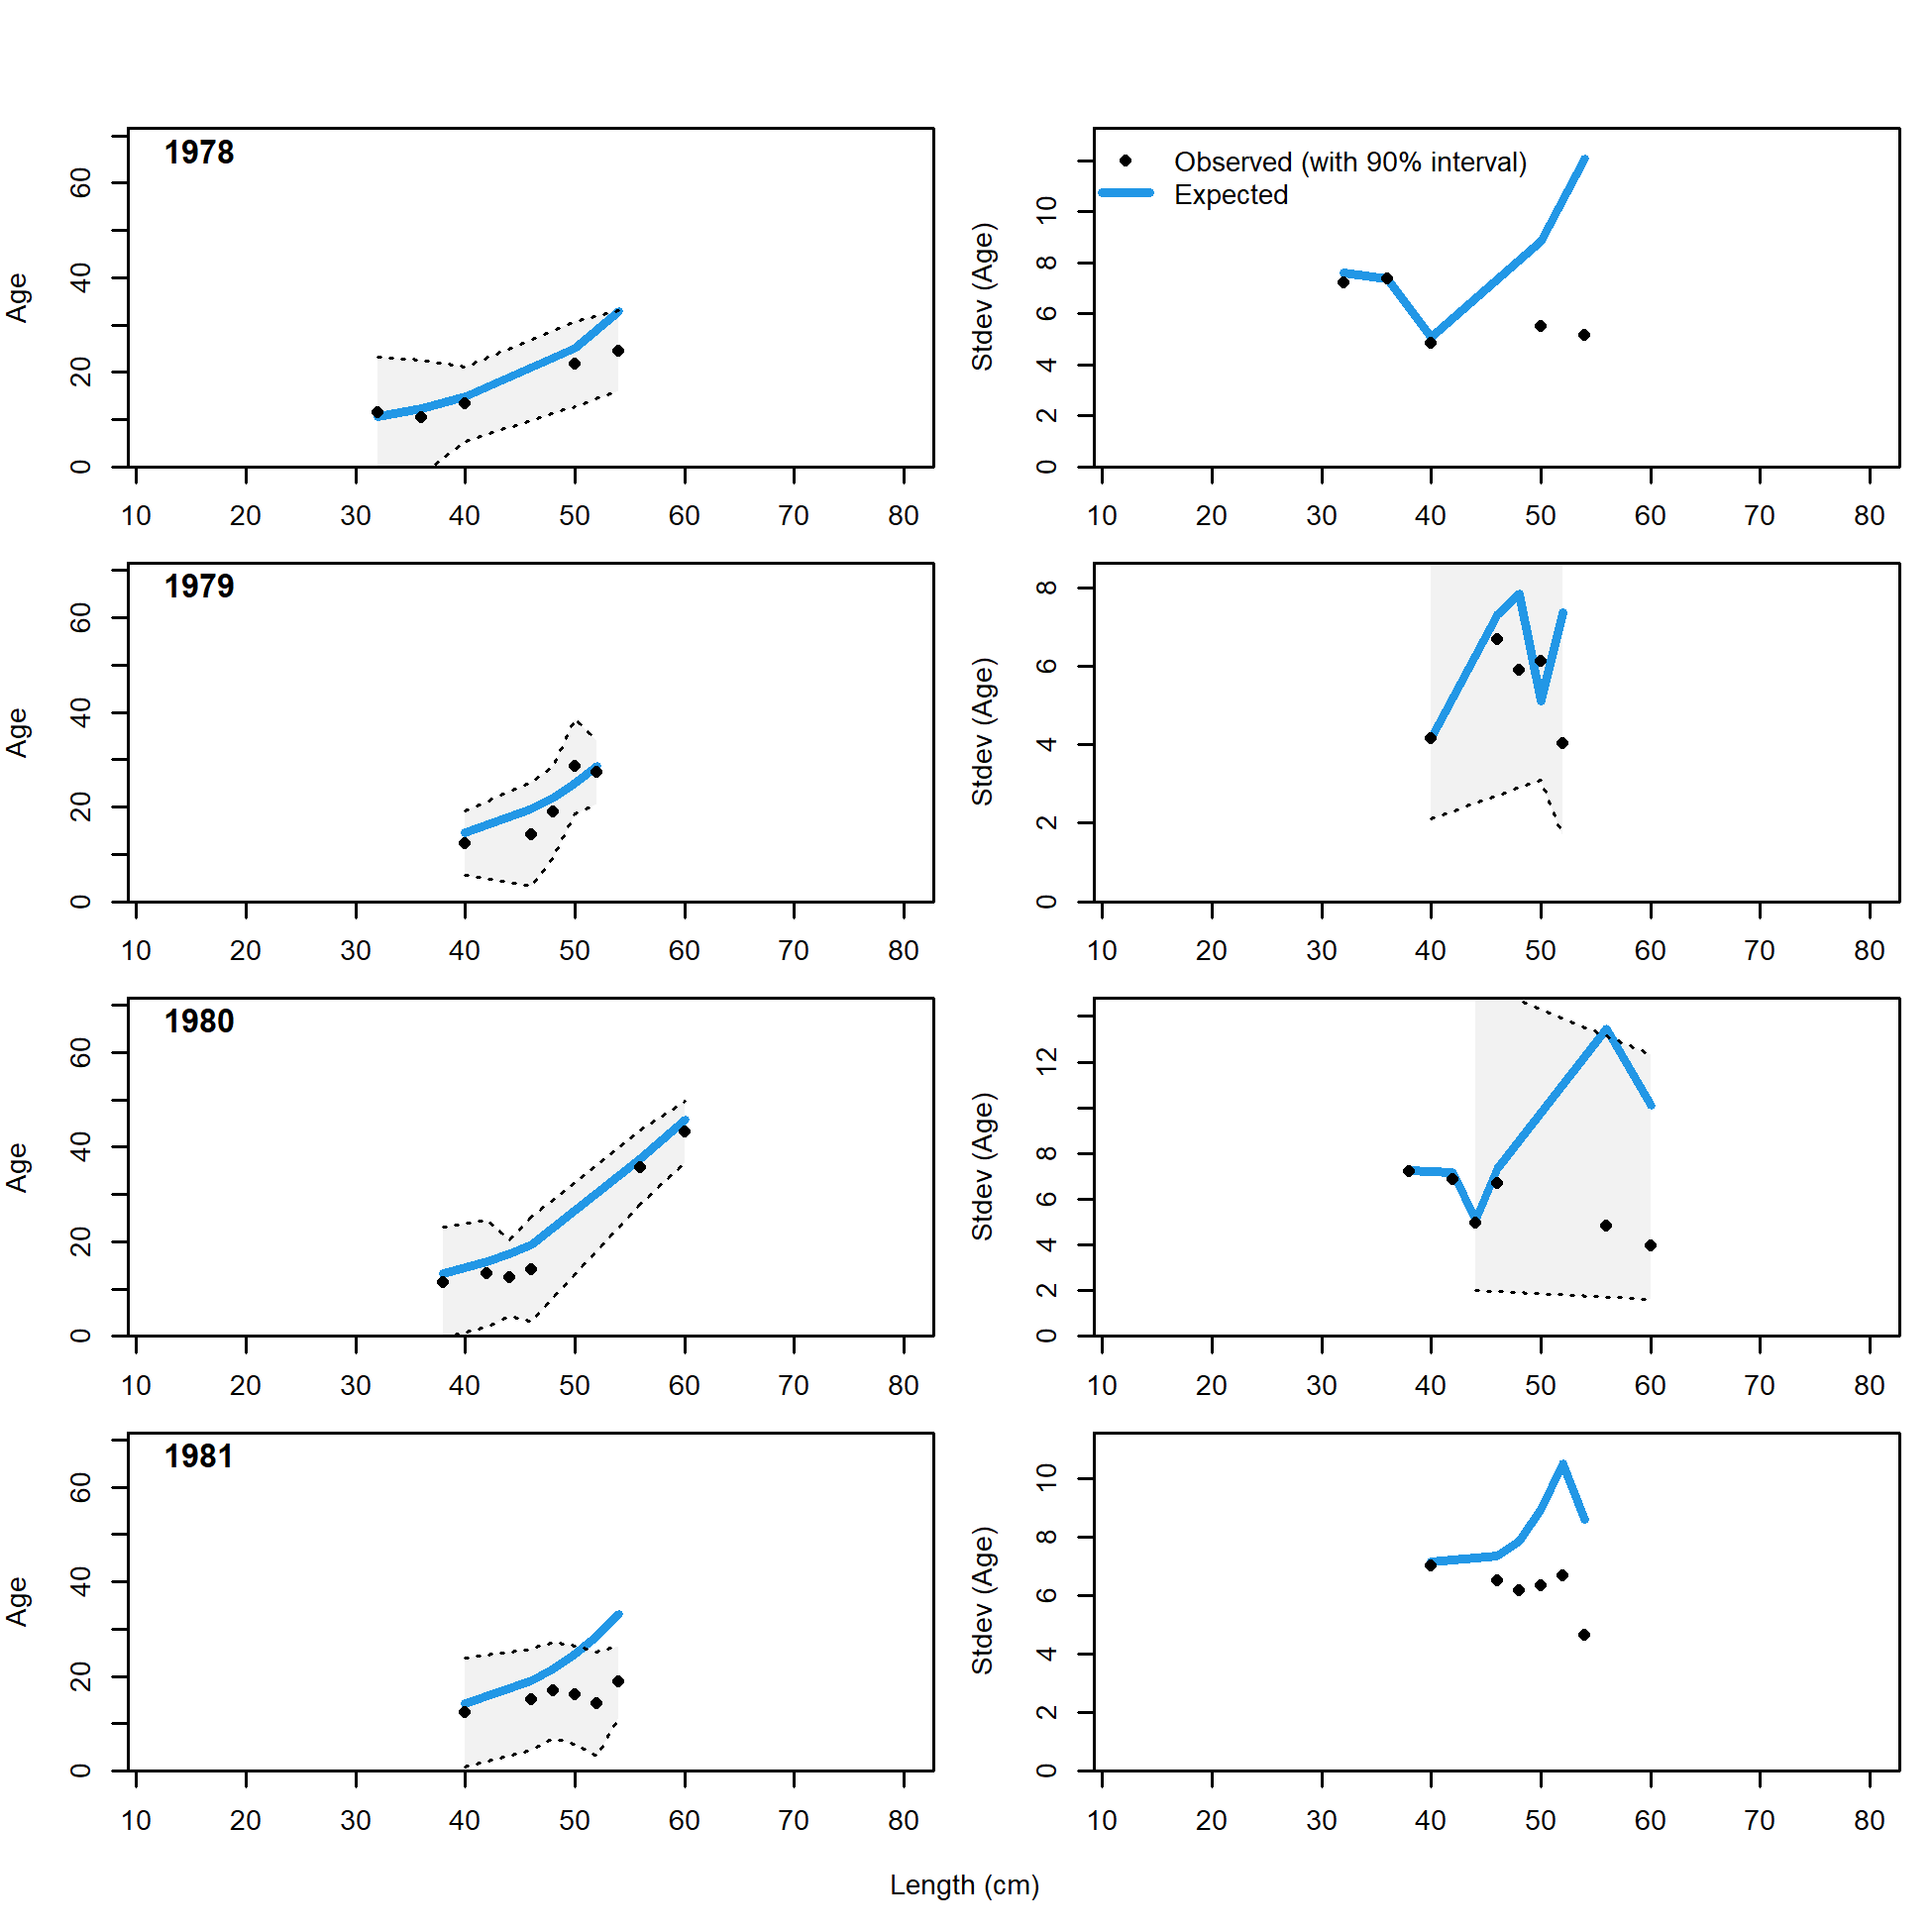 1978
Age
0 20 40 60
10 20 30 40 50 60 70 80
Observed (with 90% interval)
Expected
Stdev (Age)
0 2 4 6 8 10
10 20 30 40 50 60 70 80
1979
Age
0 20 40 60
10 20 30 40 50 60 70 80
Stdev (Age)
0 2 4 6 8
10 20 30 40 50 60 70 80
1980
Age
0 20 40 60
10 20 30 40 50 60 70 80
Stdev (Age)
0 2 4 6 8 12
10 20 30 40 50 60 70 80
1981
Age
0 20 40 60
10 20 30 40 50 60 70 80
Stdev (Age)
0 2 4 6 8 10
10 20 30 40 50 60 70 80
Length (cm)